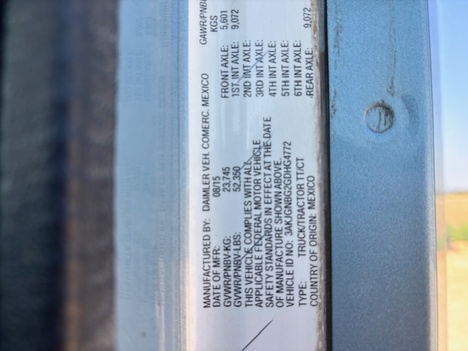 MANUFACTURED BY: DAIMLER VEH. COMERC. MEXICO
DATE OF MFR: 08/15
GVWR/PNBV-KG: 23,745
GVWR/PNBV-LBS: 52,350
THIS VEHICLE COMPLIES WITH ALL
APPLICABLE FEDERAL MOTOR VEHICLE
SAFETY STANDARDS IN EFFECT AT THE DATE
OF MANUFACTURE SHOWN ABOVE.
VEHICLE ID NO: 3AKJGNBG2GDHG4772
TYPE: TRUCK/TRACTOR TT/CT
COUNTRY OF ORIGIN: MEXICO
GAWR/PNBE
KGS
FRONT AXLE: 5,601
1ST INT AXLE: 9,072
2ND INT AXLE:
3RD INT AXLE:
4TH INT AXLE:
5TH INT AXLE:
6TH INT AXLE:
REAR AXLE: 9,072